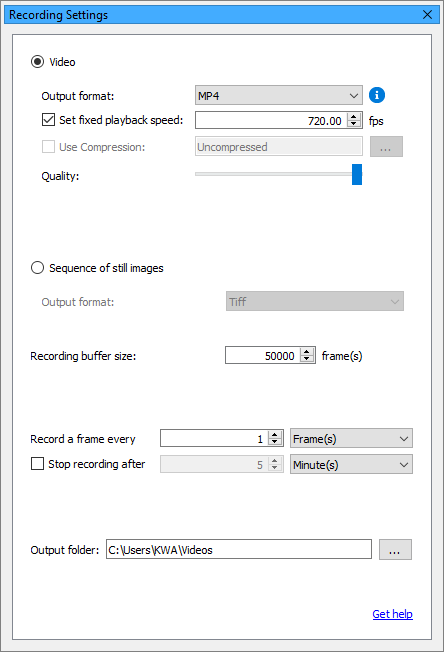 Recording Settings
Video
Output format: MP4
Set fixed playback speed: 720.00 fps
Use Compression: Uncompressed ...
Quality:
Sequence of still images
Output format: Tiff
Recording buffer size: 50000 frame(s)
Record a frame every 1 Frame(s)
Stop recording after 5 Minute(s)
Output folder: C:\Users\KWA\Videos ...
Get help